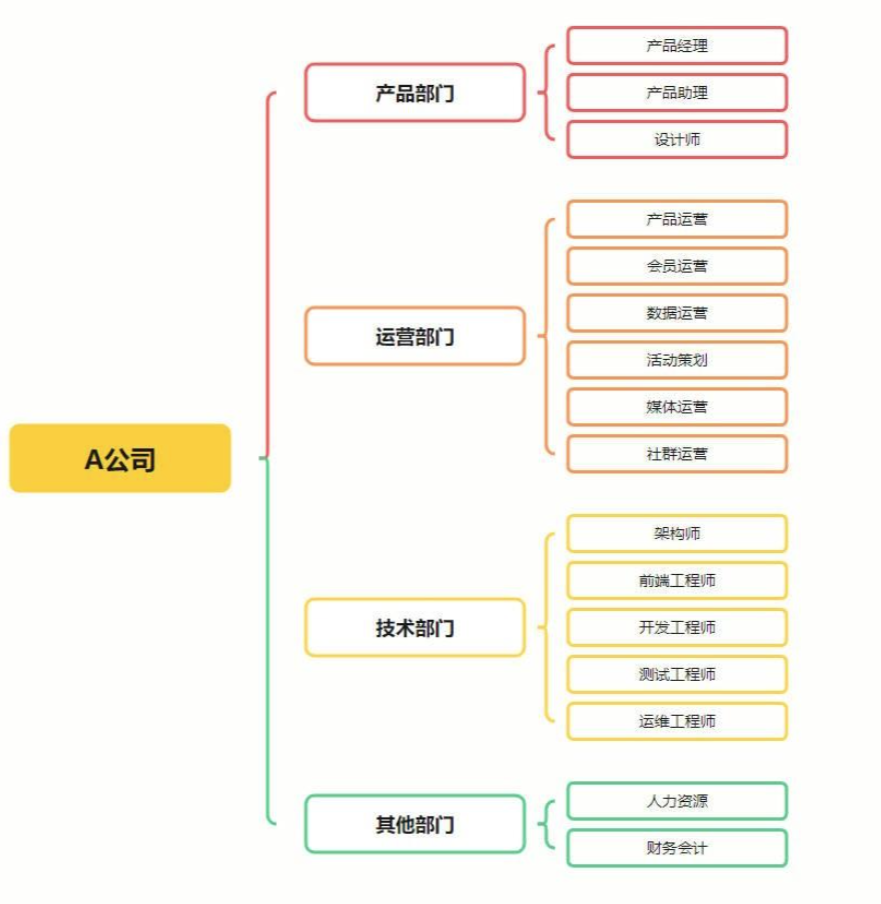 A公司
产品部门
产品经理
产品助理
设计师
运营部门
产品运营
会员运营
数据运营
活动策划
媒体运营
社群运营
技术部门
架构师
前端工程师
开发工程师
测试工程师
运维工程师
其他部门
人力资源
财务会计